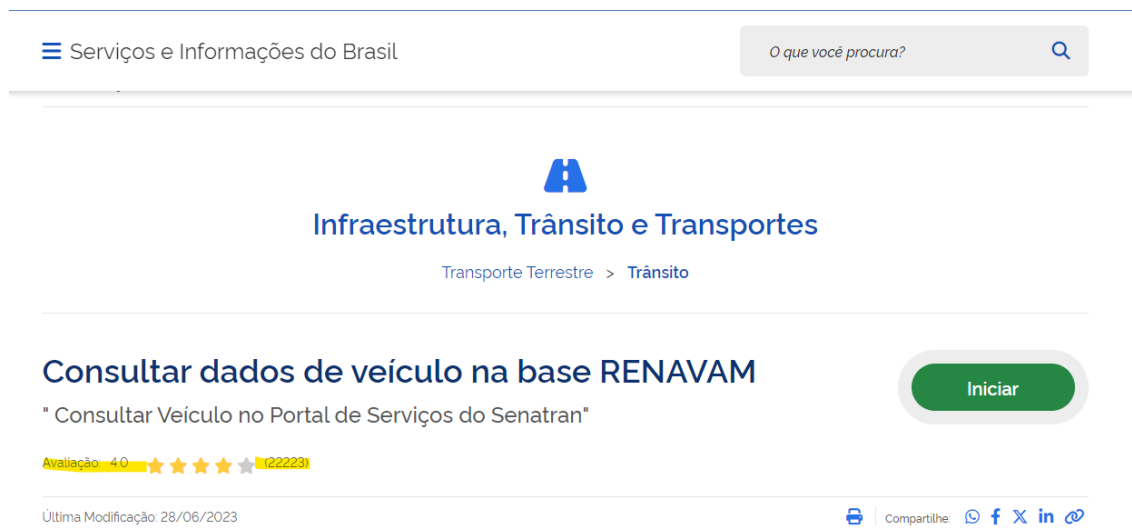 Serviços e Informações do Brasil
O que você procura?
Infraestrutura, Trânsito e Transportes
Transporte Terrestre > Trânsito
Consultar dados de veículo na base RENAVAM
Iniciar
" Consultar Veículo no Portal de Serviços do Senatran"
Avaliação: 4.0 (22223)
Última Modificação: 28/06/2023
Compartilhe: